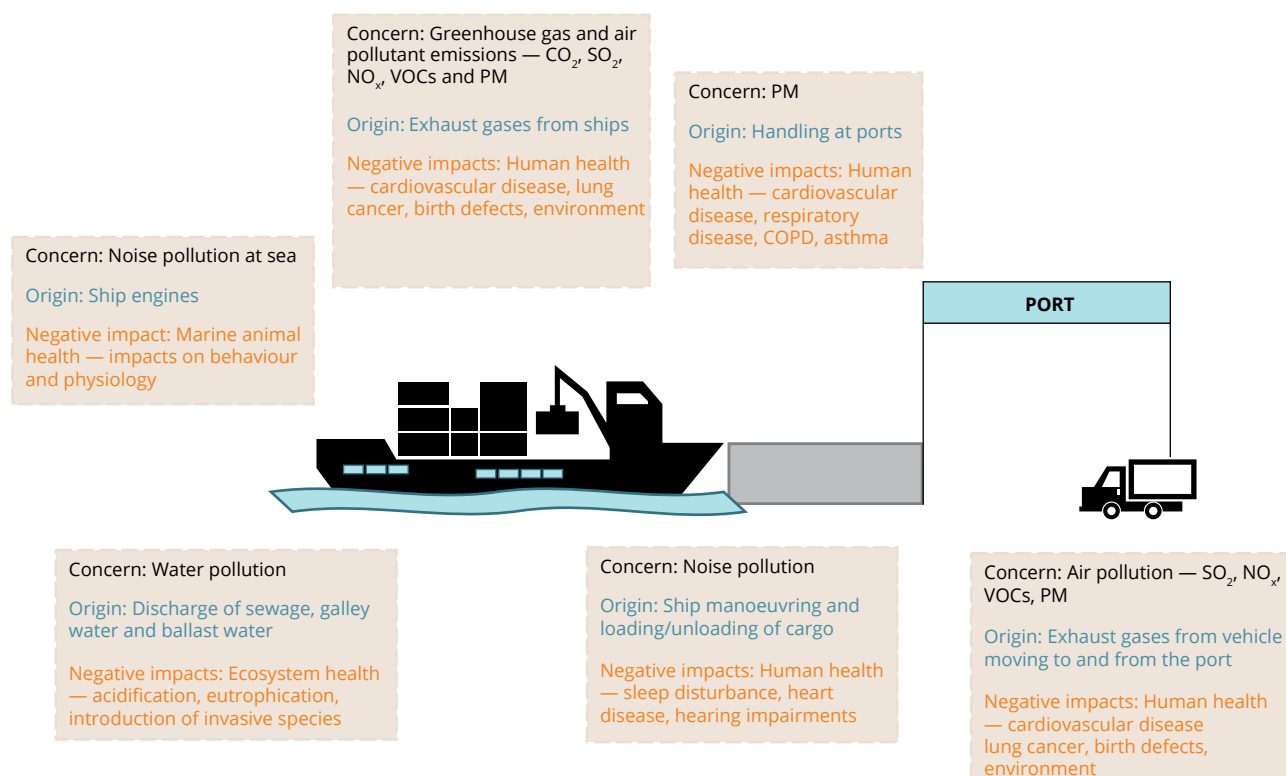 Concern: Greenhouse gas and air
pollutant emissions — CO₂, SO₂,
NOₓ, VOCs and PM
Origin: Exhaust gases from ships
Negative impacts: Human health
— cardiovascular disease, lung
cancer, birth defects, environment
Concern: PM
Origin: Handling at ports
Negative impacts: Human
health — cardiovascular
disease, respiratory
disease, COPD, asthma
Concern: Noise pollution at sea
Origin: Ship engines
Negative impact: Marine animal
health — impacts on behaviour
and physiology
PORT
Concern: Water pollution
Origin: Discharge of sewage, galley
water and ballast water
Negative impacts: Ecosystem health
— acidification, eutrophication,
introduction of invasive species
Concern: Noise pollution
Origin: Ship manoeuvring and
loading/unloading of cargo
Negative impacts: Human health
— sleep disturbance, heart
disease, hearing impairments
Concern: Air pollution — SO₂, NOₓ,
VOCs, PM
Origin: Exhaust gases from vehicle
moving to and from the port
Negative impacts: Human health
— cardiovascular disease
lung cancer, birth defects,
environment